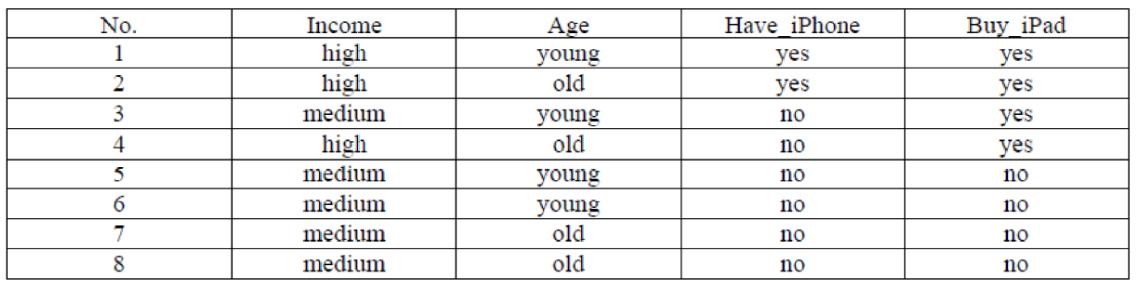 No. Income Age Have_iPhone Buy_iPad
1 high young yes yes
2 high old yes yes
3 medium young no yes
4 high old no yes
5 medium young no no
6 medium young no no
7 medium old no no
8 medium old no no